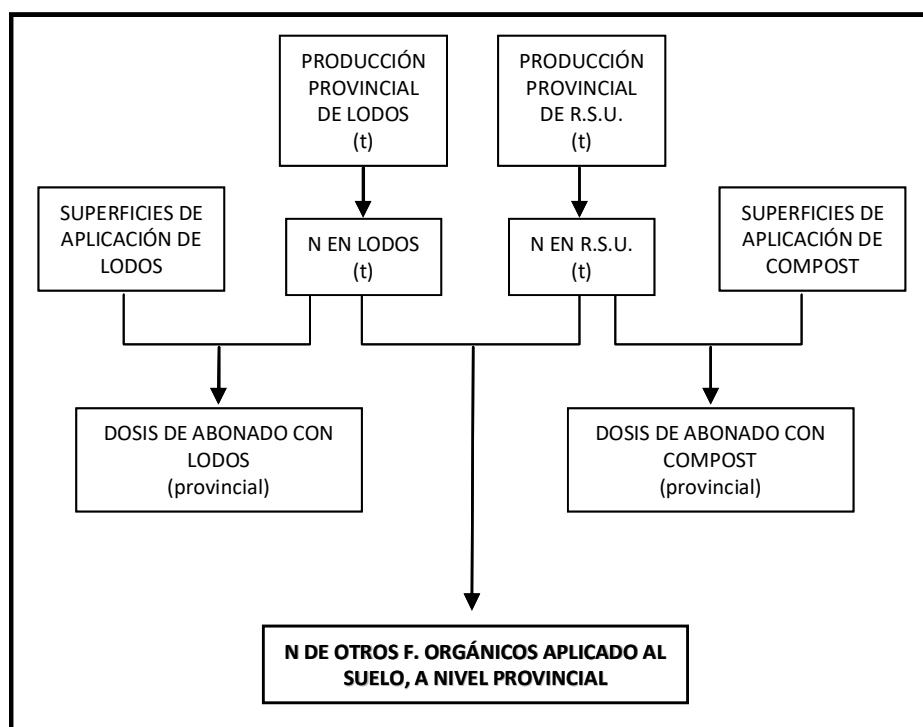 PRODUCCIÓN
PROVINCIAL
DE LODOS
(t)
PRODUCCIÓN
PROVINCIAL
DE R.S.U.
(t)
SUPERFICIES DE
APLICACIÓN DE
LODOS
N EN LODOS
(t)
N EN R.S.U.
(t)
SUPERFICIES DE
APLICACIÓN DE
COMPOST
DOSIS DE ABONADO CON
LODOS
(provincial)
DOSIS DE ABONADO CON
COMPOST
(provincial)
N DE OTROS F. ORGÁNICOS APLICADO AL
SUELO, A NIVEL PROVINCIAL